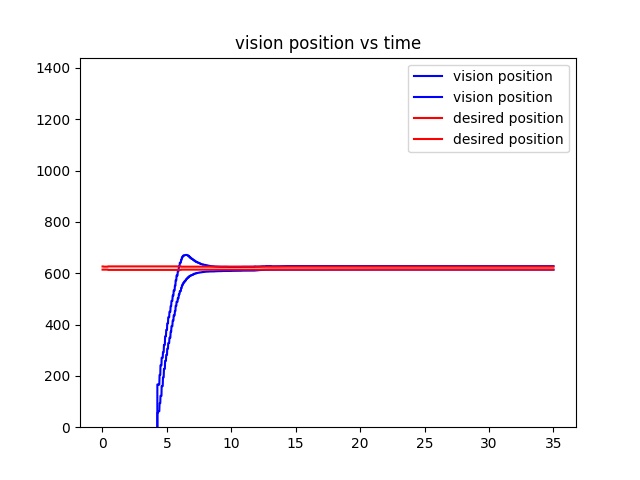 vision position vs time
1400
1200
1000
800
600
400
200
0
vision position
vision position
desired position
desired position
0 5 10 15 20 25 30 35